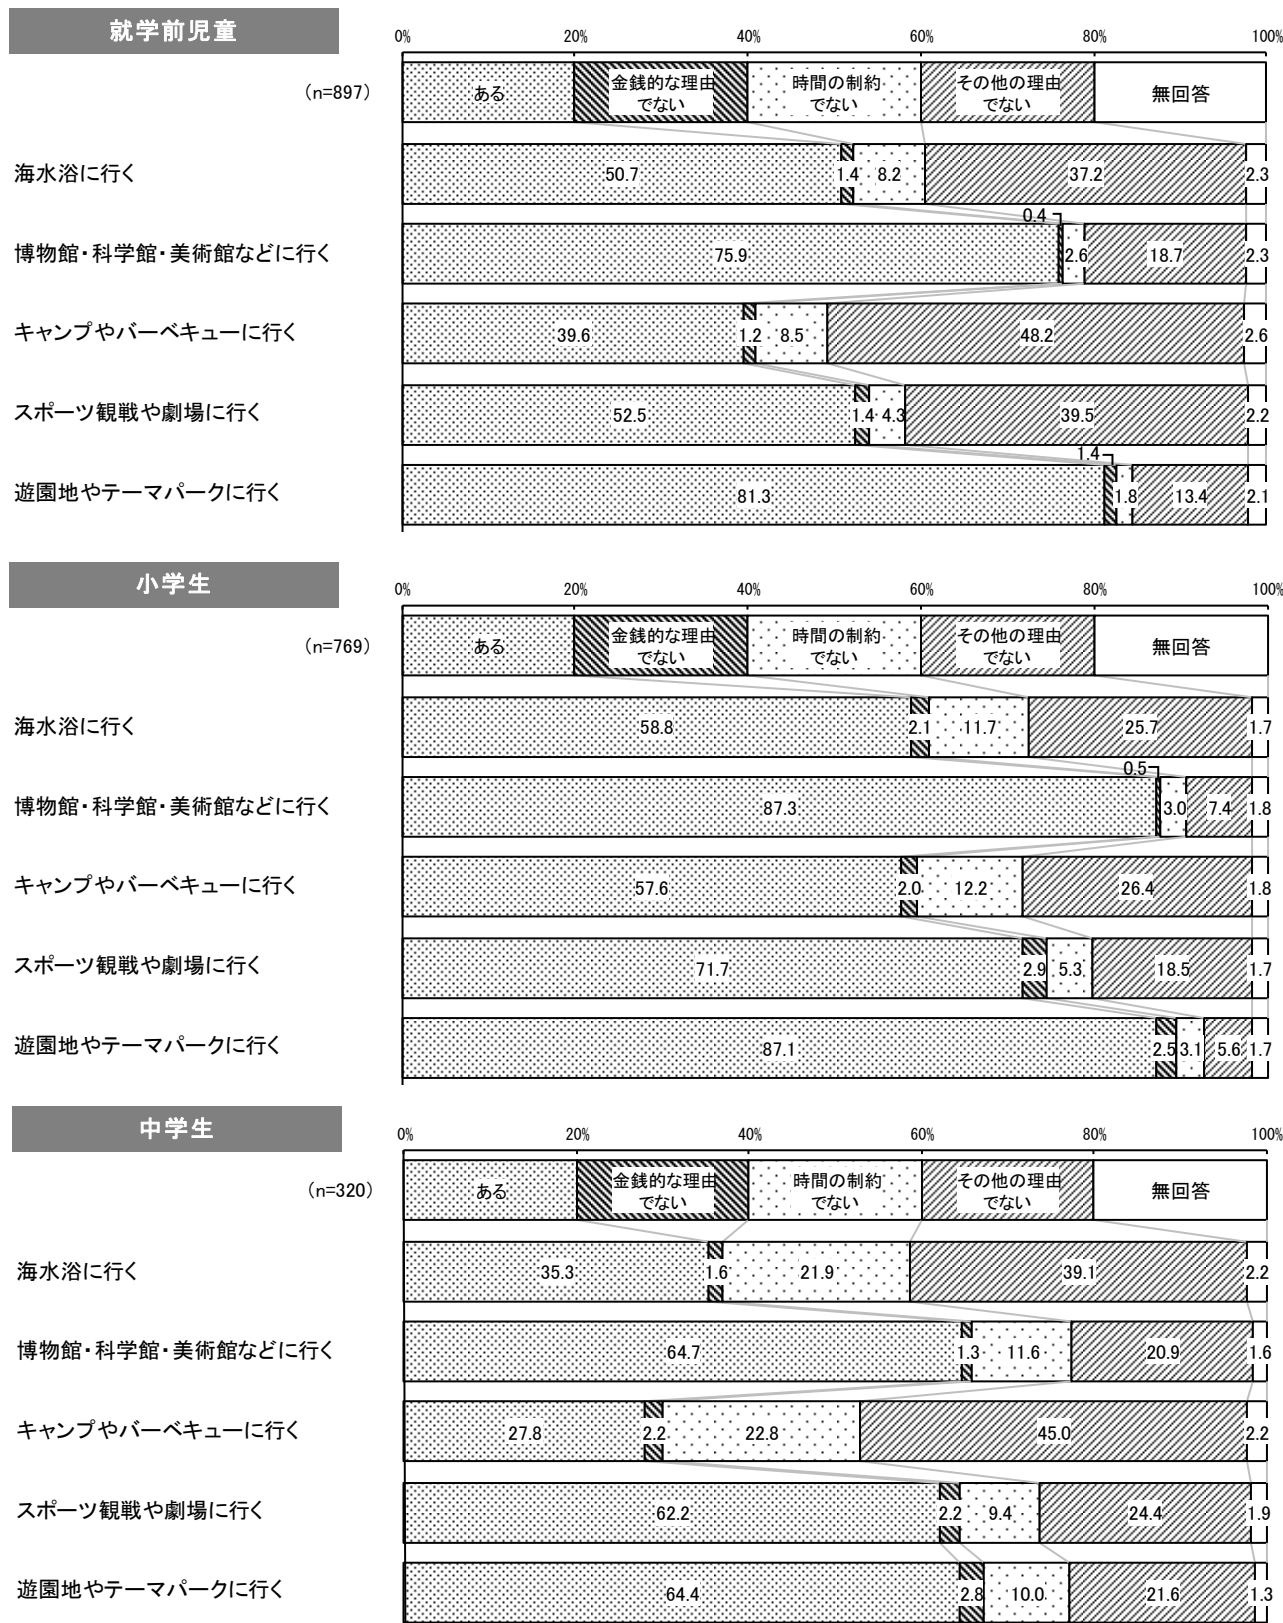 就学前児童
0% 20% 40% 60% 80% 100%
(n=897)
ある 金銭的な理由 時間の制約 その他の理由 無回答
でない でない でない
海水浴に行く 50.7 1.4 8.2 37.2 2.3
0.4
博物館・科学館・美術館などに行く 75.9 2.6 18.7 2.3
キャンプやバーベキューに行く 39.6 1.2 8.5 48.2 2.6
スポーツ観戦や劇場に行く 52.5 1.4 4.3 39.5 2.2
1.4
遊園地やテーマパークに行く 81.3 1.8 13.4 2.1
小学生
0% 20% 40% 60% 80% 100%
(n=769)
ある 金銭的な理由 時間の制約 その他の理由 無回答
でない でない でない
海水浴に行く 58.8 2.1 11.7 25.7 1.7
0.5
博物館・科学館・美術館などに行く 87.3 3.0 7.4 1.8
キャンプやバーベキューに行く 57.6 2.0 12.2 26.4 1.8
スポーツ観戦や劇場に行く 71.7 2.9 5.3 18.5 1.7
遊園地やテーマパークに行く 87.1 2.5 3.1 5.6 1.7
中学生
0% 20% 40% 60% 80% 100%
(n=320)
ある 金銭的な理由 時間の制約 その他の理由 無回答
でない でない でない
海水浴に行く 35.3 1.6 21.9 39.1 2.2
博物館・科学館・美術館などに行く 64.7 1.3 11.6 20.9 1.6
キャンプやバーベキューに行く 27.8 2.2 22.8 45.0 2.2
スポーツ観戦や劇場に行く 62.2 2.2 9.4 24.4 1.9
遊園地やテーマパークに行く 64.4 2.8 10.0 21.6 1.3